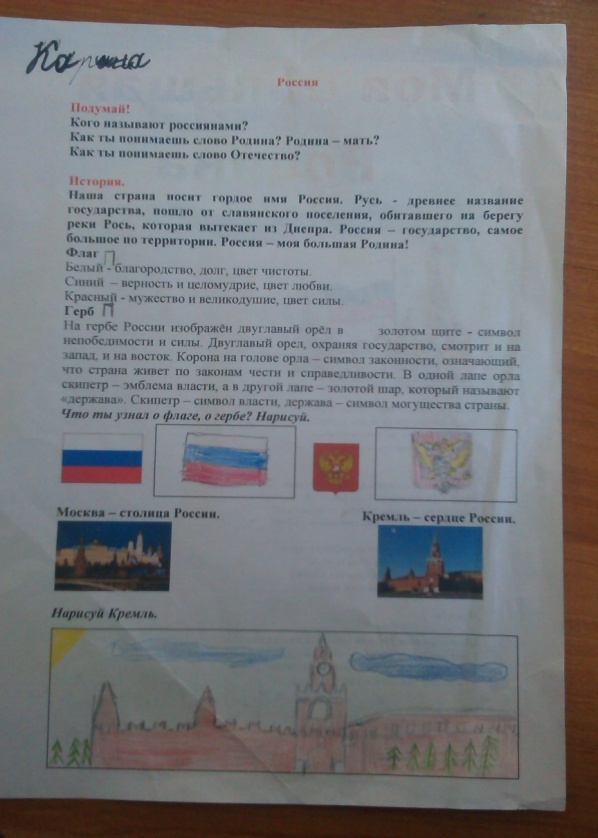 Карина
Россия
Подумай!
Кого называют россиянами?
Как ты понимаешь слово Родина? Родина – мать?
Как ты понимаешь слово Отечество?
История.
Наша страна носит гордое имя Россия. Русь - древнее название
государства, пошло от славянского поселения, обитавшего на берегу
реки Рось, которая вытекает из Днепра. Россия – государство, самое
большое по территории. Россия – моя большая Родина!
Флаг П
Белый - благородство, долг, цвет чистоты.
Синий – верность и целомудрие, цвет любви.
Красный - мужество и великодушие, цвет силы.
Герб П
На гербе России изображён двуглавый орёл в золотом щите - символ
непобедимости и силы. Двуглавый орел, охраняя государство, смотрит и на
запад, и на восток. Корона на голове орла – символ законности, означающий,
что страна живет по законам чести и справедливости. В одной лапе орла
скипетр – эмблема власти, а в другой лапе – золотой шар, который называют
«держава». Скипетр – символ власти, держава – символ могущества страны.
Что ты узнал о флаге, о гербе? Нарисуй.
Москва – столица России. Кремль – сердце России.
Нарисуй Кремль.